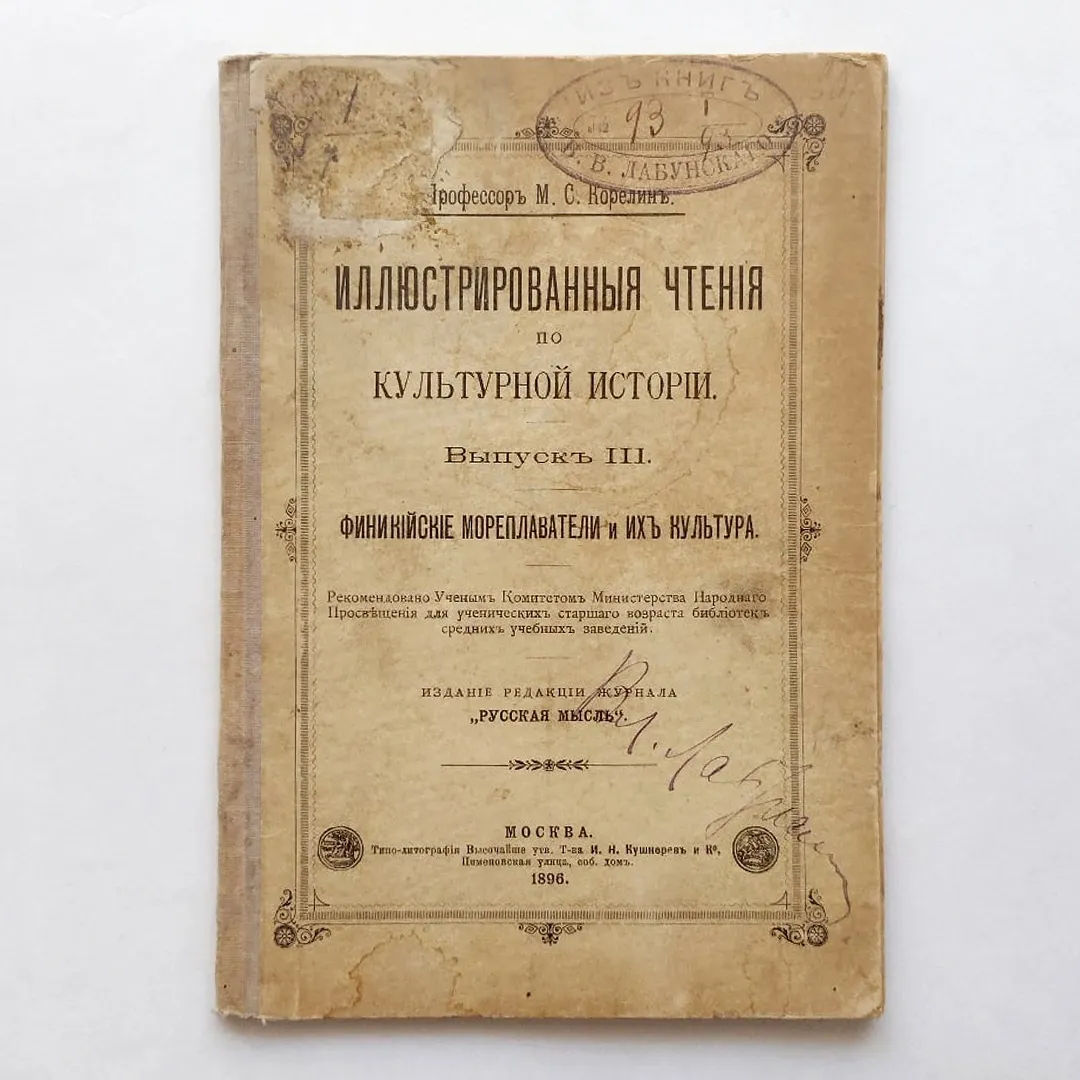 ИЗЪ КНИГЪ
№ 93 I
93
В. ЛАБУНСКАГО
Профессоръ М. С. Корелинъ.
ИЛЛЮСТРИРОВАННЫЯ ЧТЕНІЯ
ПО
КУЛЬТУРНОЙ ИСТОРІИ.
Выпускъ III.
ФИНИКІЙСКІЕ МОРЕПЛАВАТЕЛИ и ИХЪ КУЛЬТУРА.
Рекомендовано Ученымъ Комитетомъ Министерства Народнаго
Просвѣщенія для ученическихъ старшаго возраста библіотекъ
среднихъ учебныхъ заведеній.
ИЗДАНІЕ РЕДАКЦІИ ЖУРНАЛА
„РУССКАЯ МЫСЛЬ“.
МОСКВА.
Типо-литографія Высочайше утв. Т-ва И. Н. Кушнеревъ и Кº,
Пименовская улица, соб. домъ.
1896.